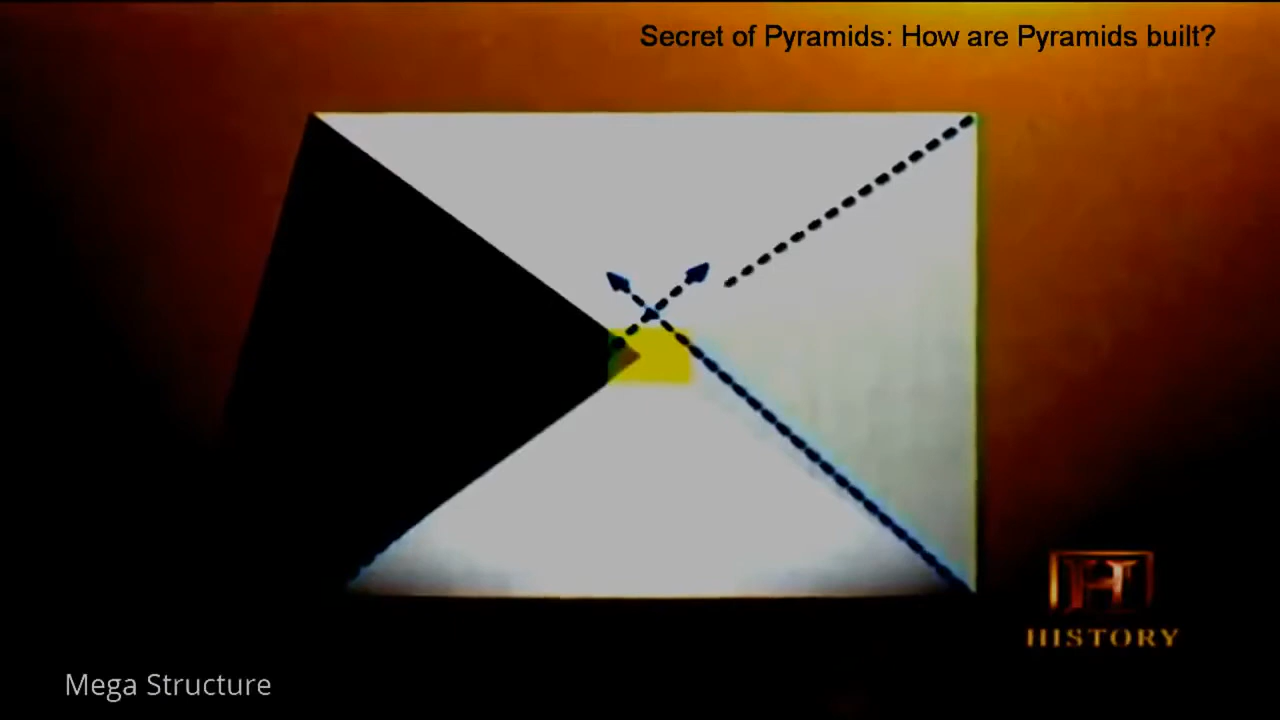 Secret of Pyramids: How are Pyramids built?
H
HISTORY
Mega Structure